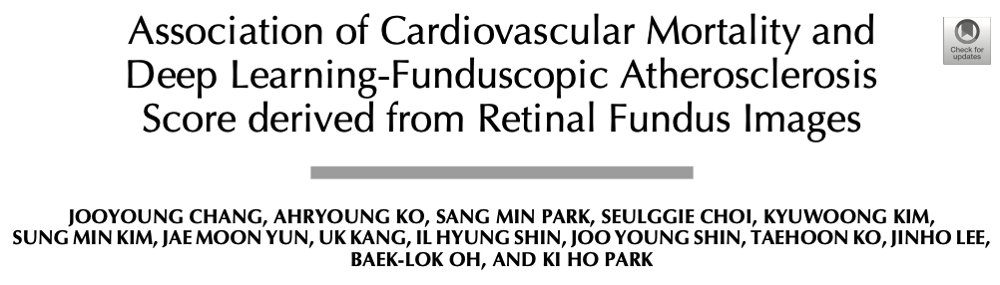 Association of Cardiovascular Mortality and
Deep Learning-Funduscopic Atherosclerosis
Score derived from Retinal Fundus Images
Check for
updates
JOOYOUNG CHANG, AHRYOUNG KO, SANG MIN PARK, SEULGGIE CHOI, KYUWOONG KIM,
SUNG MIN KIM, JAE MOON YUN, UK KANG, IL HYUNG SHIN, JOO YOUNG SHIN, TAEHOON KO, JINHO LEE,
BAEK-LOK OH, AND KI HO PARK